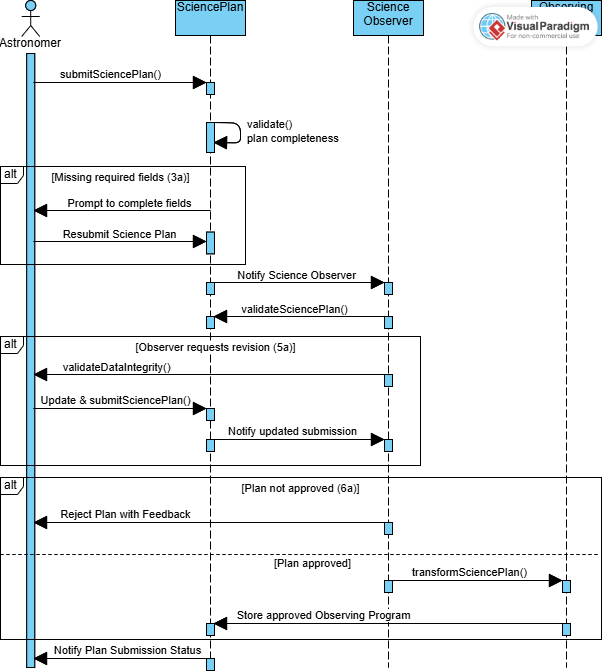 Astronomer
SciencePlan
Science
Observer
Observing
Made with
VisualParadigm
For non-commercial use
submitSciencePlan()
validate()
plan completeness
alt
[Missing required fields (3a)]
Prompt to complete fields
Resubmit Science Plan
Notify Science Observer
validateSciencePlan()
alt
[Observer requests revision (5a)]
validateDataIntegrity()
Update & submitSciencePlan()
Notify updated submission
alt
[Plan not approved (6a)]
Reject Plan with Feedback
[Plan approved]
transformSciencePlan()
Store approved Observing Program
Notify Plan Submission Status